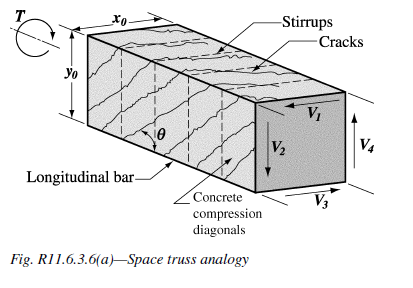 T
x₀
Stirrups
Cracks
y₀
V₁
θ
V₂
V₄
Longitudinal bar
V₃
Concrete
compression
diagonals
Fig. R11.6.3.6(a)—Space truss analogy